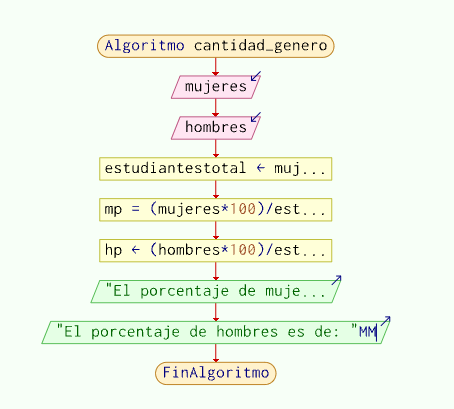 Algoritmo cantidad_genero
mujeres
hombres
estudiantestotal ← muj...
mp = (mujeres*100)/est...
hp ← (hombres*100)/est...
"El porcentaje de muje...
"El porcentaje de hombres es de: "MM
FinAlgoritmo